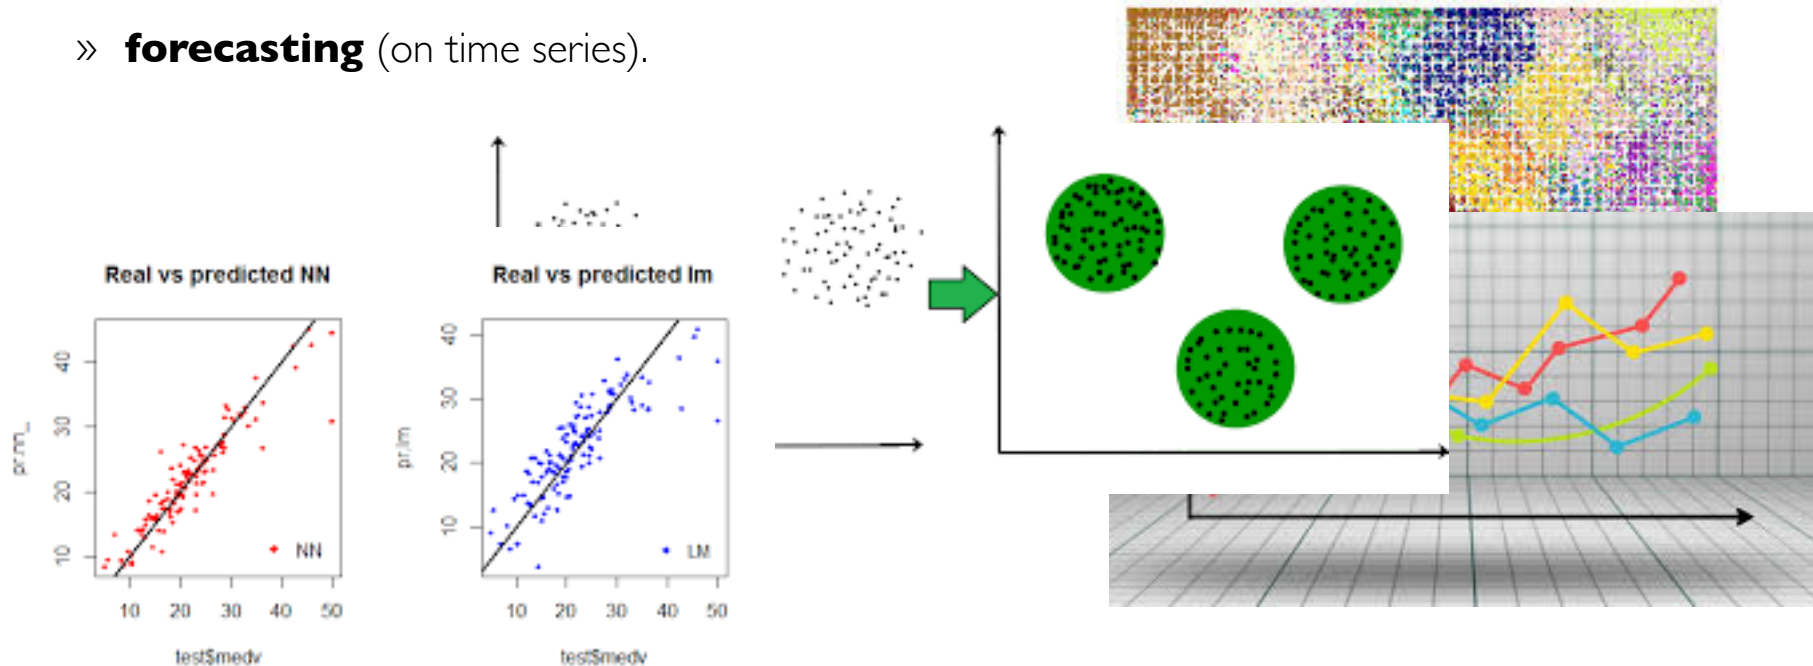 » forecasting (on time series).
Real vs predicted NN
40
30
20
10
pr.nn_
NN
10 20 30 40 50
test$medv
Real vs predicted lm
40
30
20
10
pr.lm
LM
10 20 30 40 50
test$medv